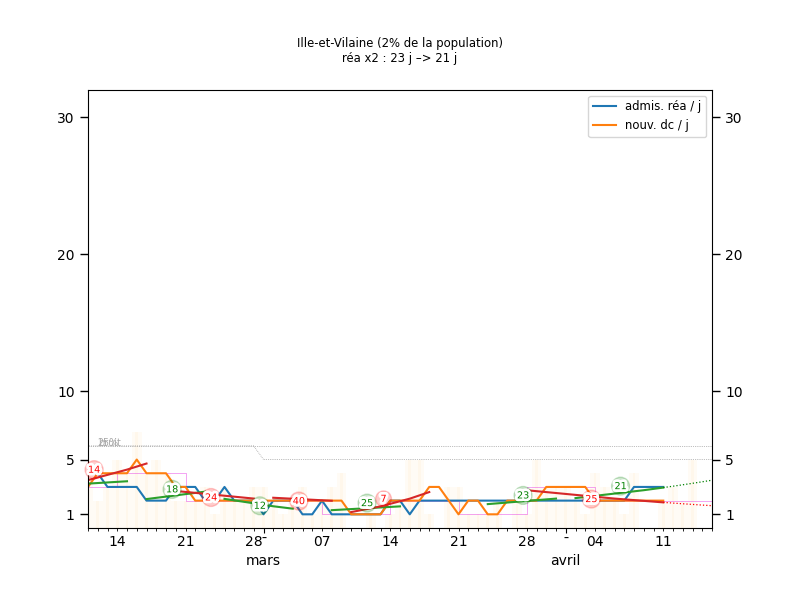 Ille-et-Vilaine (2% de la population)
réa x2 : 23 j –> 21 j
admis. réa / j
nouv. dc / j
30 30
20 20
10 10
5 5
1 1
14 18 24 12 40 25 7 23 25 21
14 21 28 07 14 21 28 04 11
mars avril